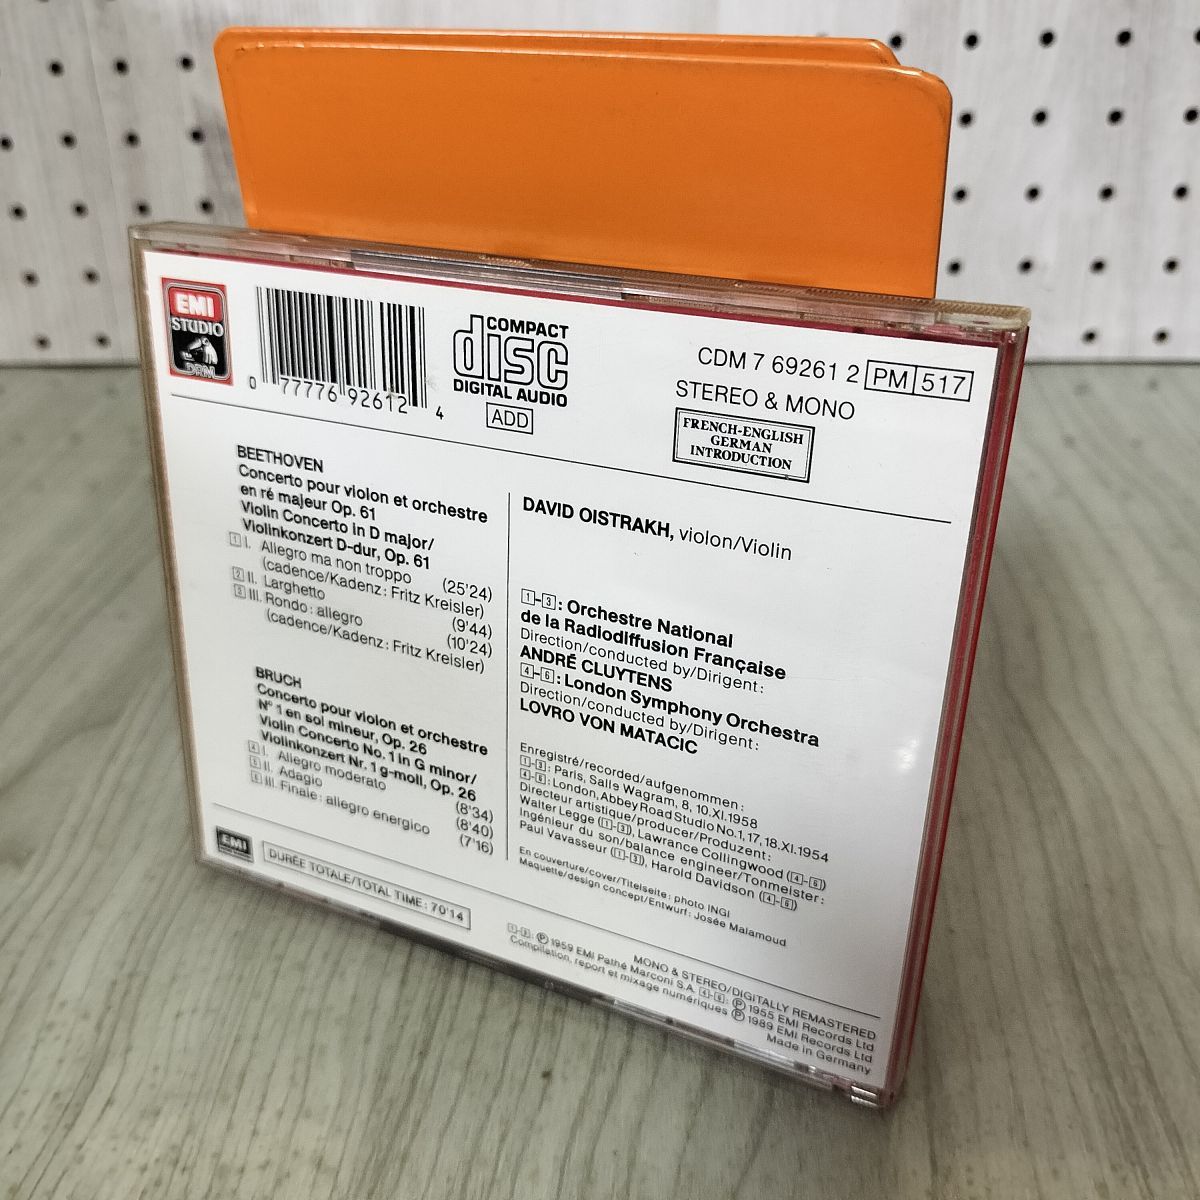 EMI
STUDIO
DRM
0 77776 92612 4
COMPACT
disc
DIGITAL AUDIO
ADD
CDM 7 69261 2 PM 517
STEREO & MONO
FRENCH-ENGLISH
GERMAN
INTRODUCTION
BEETHOVEN
Concerto pour violon et orchestre
en ré majeur Op. 61
Violin Concerto in D major/
Violinkonzert D-dur, Op. 61
1 I. Allegro ma non troppo (25'24)
(cadence/Kadenz: Fritz Kreisler)
2 II. Larghetto (9'44)
3 III. Rondo: allegro (10'24)
(cadence/Kadenz: Fritz Kreisler)
BRUCH
Concerto pour violon et orchestre
N° 1 en sol mineur, Op. 26
Violin Concerto No. 1 in G minor/
Violinkonzert Nr. 1 g-moll, Op. 26
4 I. Allegro moderato (8'34)
5 II. Adagio (8'40)
6 III. Finale: allegro energico (7'16)
DAVID OISTRAKH, violon/Violin
1-3: Orchestre National
de la Radiodiffusion Française
Direction/conducted by/Dirigent:
ANDRÉ CLUYTENS
4-6: London Symphony Orchestra
Direction/conducted by/Dirigent:
LOVRO VON MATACIC
Enregistré/recorded/aufgenommen:
1-3: Paris, Salle Wagram, 8, 10.XI.1958
4-6: London, Abbey Road Studio No. 1, 17, 18.XI.1954
Directeur artistique/producer/Produzent:
Walter Legge (1-3), Lawrance Collingwood (4-6)
Ingénieur du son/balance engineer/Tonmeister:
Paul Vavasseur (1-3), Harold Davidson (4-6)
En couverture/cover/Titelseite: photo INGI
Maquette/design concept/Entwurf: Josée Malamoud
EMI
DURÉE TOTALE/TOTAL TIME: 70'14
MONO & STEREO/DIGITALLY REMASTERED
1-3: ℗ 1959 EMI Pathé Marconi S.A. 4-6: ℗ 1955 EMI Records Ltd
Compilation, report et mixage numériques ℗ 1989 EMI Records Ltd
Made in Germany